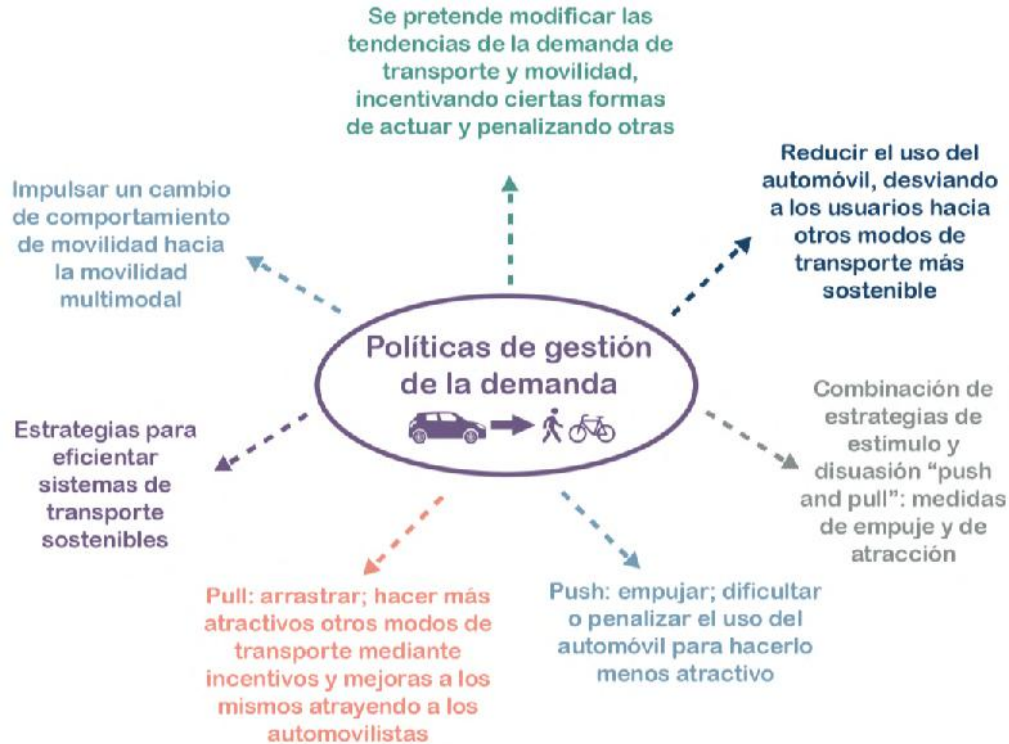 Se pretende modificar las
tendencias de la demanda de
transporte y movilidad,
incentivando ciertas formas
de actuar y penalizando otras
Reducir el uso del
automóvil, desviando
a los usuarios hacia
otros modos de
transporte más
sostenible
Impulsar un cambio
de comportamiento
de movilidad hacia
la movilidad
multimodal
Políticas de gestión
de la demanda
Combinación de
estrategias de
estimulo y
disuasión “push
and pull”: medidas
de empuje y de
atracción
Estrategias para
eficientar
sistemas de
transporte
sostenibles
Pull: arrastrar; hacer más
atractivos otros modos de
transporte mediante
incentivos y mejoras a los
mismos atrayendo a los
automovilistas
Push: empujar; dificultar
o penalizar el uso del
automóvil para hacerlo
menos atractivo